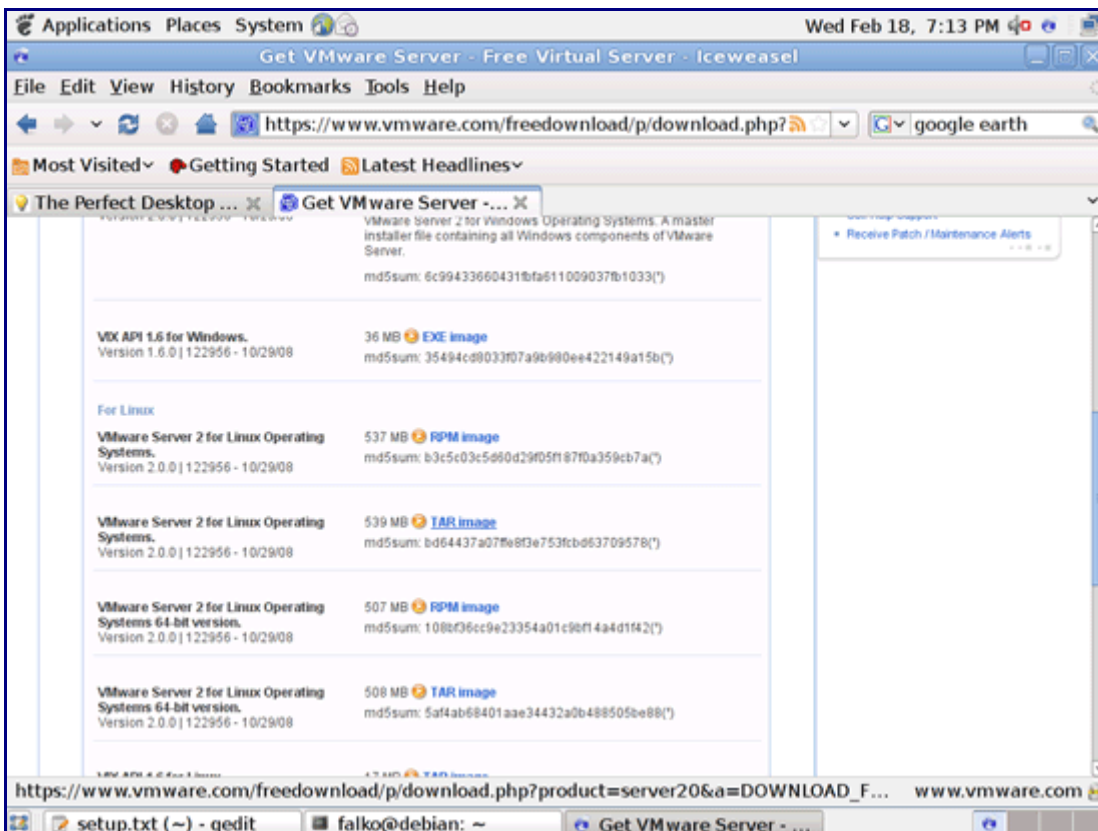 Applications Places System
Wed Feb 18, 7:13 PM
Get VMware Server - Free Virtual Server - Iceweasel
File Edit View History Bookmarks Tools Help
https://www.vmware.com/freedownload/p/download.php?
google earth
Most Visited Getting Started Latest Headlines
The Perfect Desktop ... Get VMware Server -...
VMware Server 2 for Windows Operating Systems. A master
installer file containing all Windows components of VMware
Server.
md5sum: 6c99433660431fbfa611009037fb1033(*)
Receive Patch / Maintenance Alerts
VIX API 1.6 for Windows.
Version 1.6.0 | 122956 - 10/29/08
36 MB EXE image
md5sum: 35494cd8033f07a9b980ee422149a15b(*)
For Linux
VMware Server 2 for Linux Operating
Systems.
Version 2.0.0 | 122956 - 10/29/08
537 MB RPM image
md5sum: b3c5c03c5d60d29f05f187f0a359cb7a(*)
VMware Server 2 for Linux Operating
Systems.
Version 2.0.0 | 122956 - 10/29/08
539 MB TAR image
md5sum: bd64437a07ffe8f3e753fcbd63709578(*)
VMware Server 2 for Linux Operating
Systems 64-bit version.
Version 2.0.0 | 122956 - 10/29/08
507 MB RPM image
md5sum: 108bf36cc9e23354a01c9bf14a4d1f42(*)
VMware Server 2 for Linux Operating
Systems 64-bit version.
Version 2.0.0 | 122956 - 10/29/08
508 MB TAR image
md5sum: 5af4ab68401aae34432a0b488505be88(*)
https://www.vmware.com/freedownload/p/download.php?product=server20&a=DOWNLOAD_F... www.vmware.com
setup.txt (~) - gedit
falko@debian: ~
Get VMware Server - ...